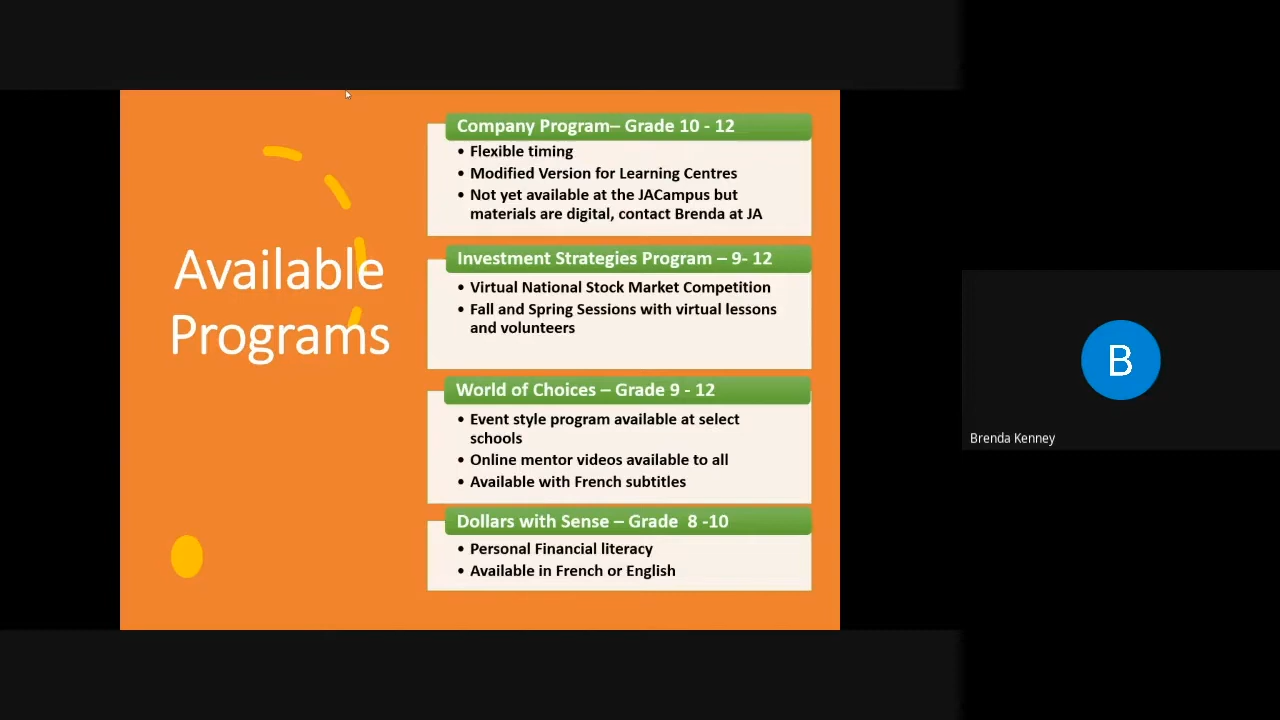 Available
Programs
Company Program– Grade 10 - 12
• Flexible timing
• Modified Version for Learning Centres
• Not yet available at the JACampus but
materials are digital, contact Brenda at JA
Investment Strategies Program – 9- 12
• Virtual National Stock Market Competition
• Fall and Spring Sessions with virtual lessons
and volunteers
World of Choices – Grade 9 - 12
• Event style program available at select
schools
• Online mentor videos available to all
• Available with French subtitles
Dollars with Sense – Grade  8 -10
• Personal Financial literacy
• Available in French or English
B
Brenda Kenney